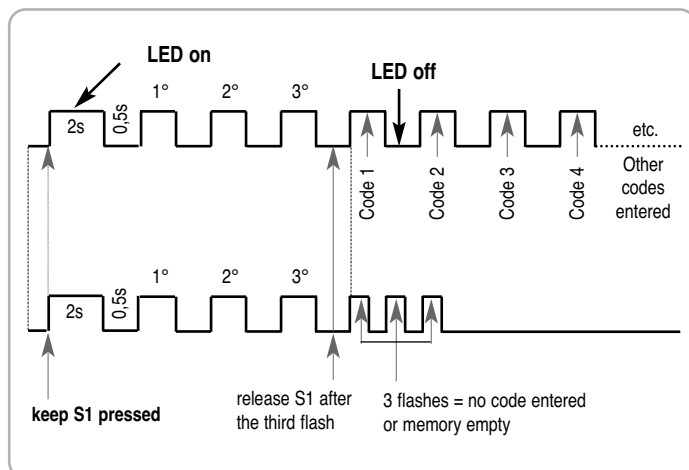 LED on
LED off
1° 2° 3°
2s
0,5s
Code 1
Code 2
Code 3
Code 4
etc.
Other
codes
entered
1° 2° 3°
2s
0,5s
keep S1 pressed
release S1 after
the third flash
3 flashes = no code entered
or memory empty